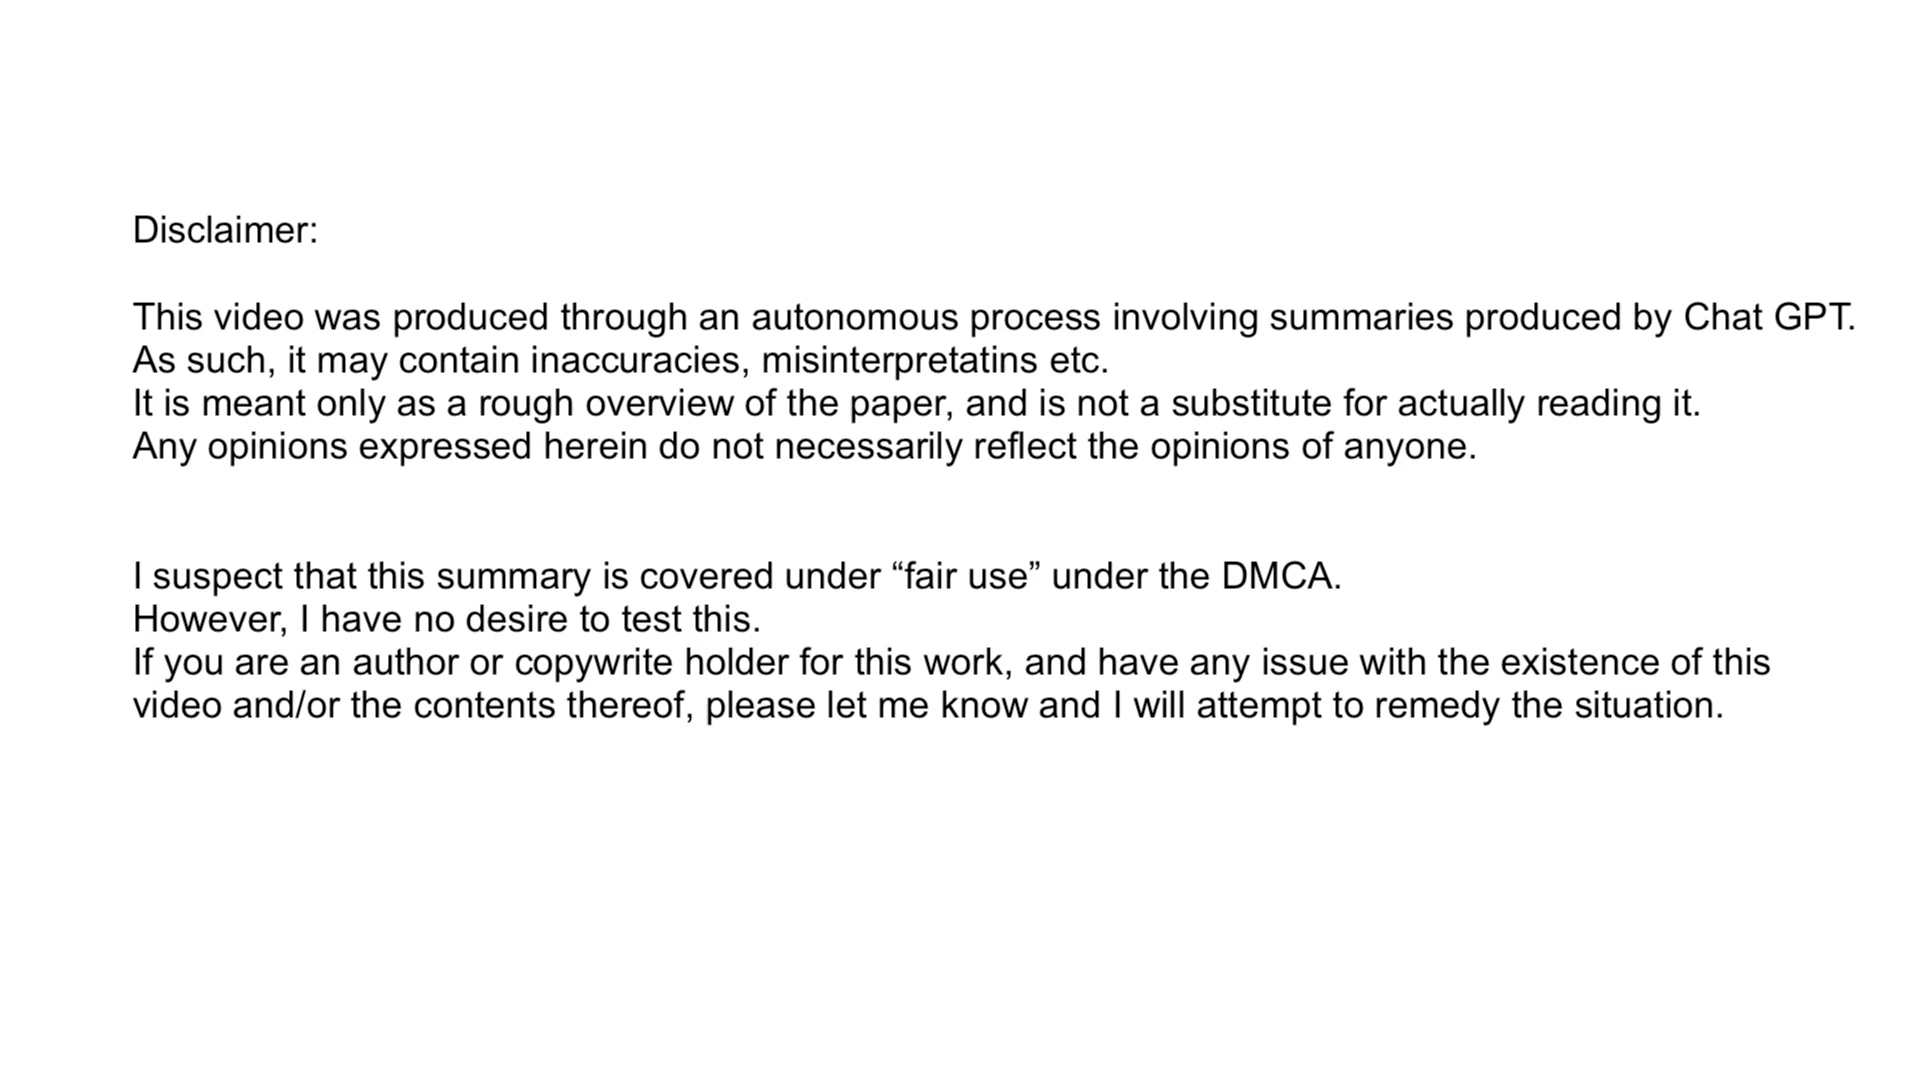 Disclaimer:
This video was produced through an autonomous process involving summaries produced by Chat GPT.
As such, it may contain inaccuracies, misinterpretatins etc.
It is meant only as a rough overview of the paper, and is not a substitute for actually reading it.
Any opinions expressed herein do not necessarily reflect the opinions of anyone.
I suspect that this summary is covered under “fair use” under the DMCA.
However, I have no desire to test this.
If you are an author or copywrite holder for this work, and have any issue with the existence of this
video and/or the contents thereof, please let me know and I will attempt to remedy the situation.